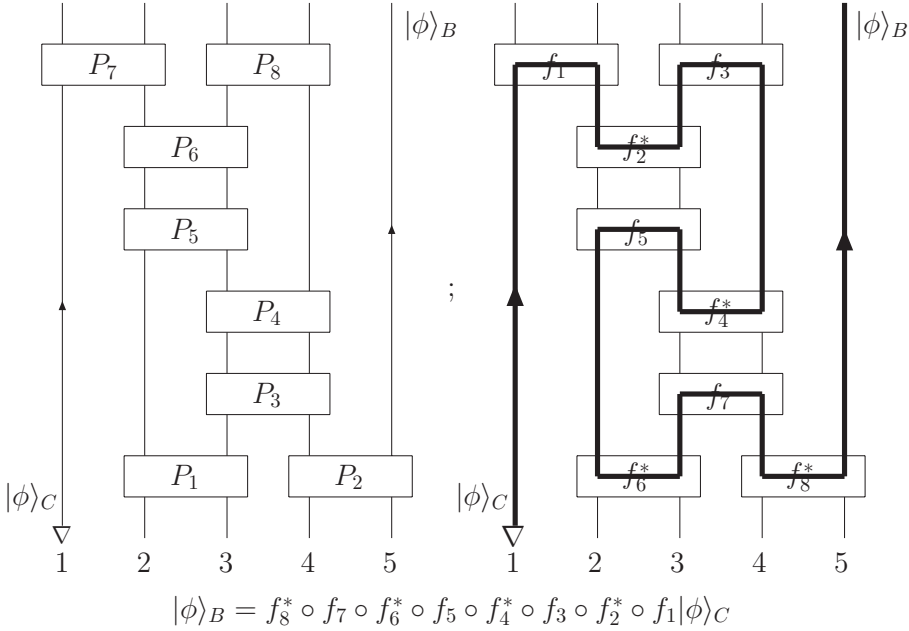 |ϕ⟩_B |ϕ⟩_B
P_7 P_8 f_1 f_3
P_6 f_2^*
P_5 f_5
;
P_4 f_4^*
P_3 f_7
P_1 P_2 f_6^* f_8^*
|ϕ⟩_C |ϕ⟩_C
1 2 3 4 5 1 2 3 4 5
|ϕ⟩_B = f_8^* ∘ f_7 ∘ f_6^* ∘ f_5 ∘ f_4^* ∘ f_3 ∘ f_2^* ∘ f_1|ϕ⟩_C